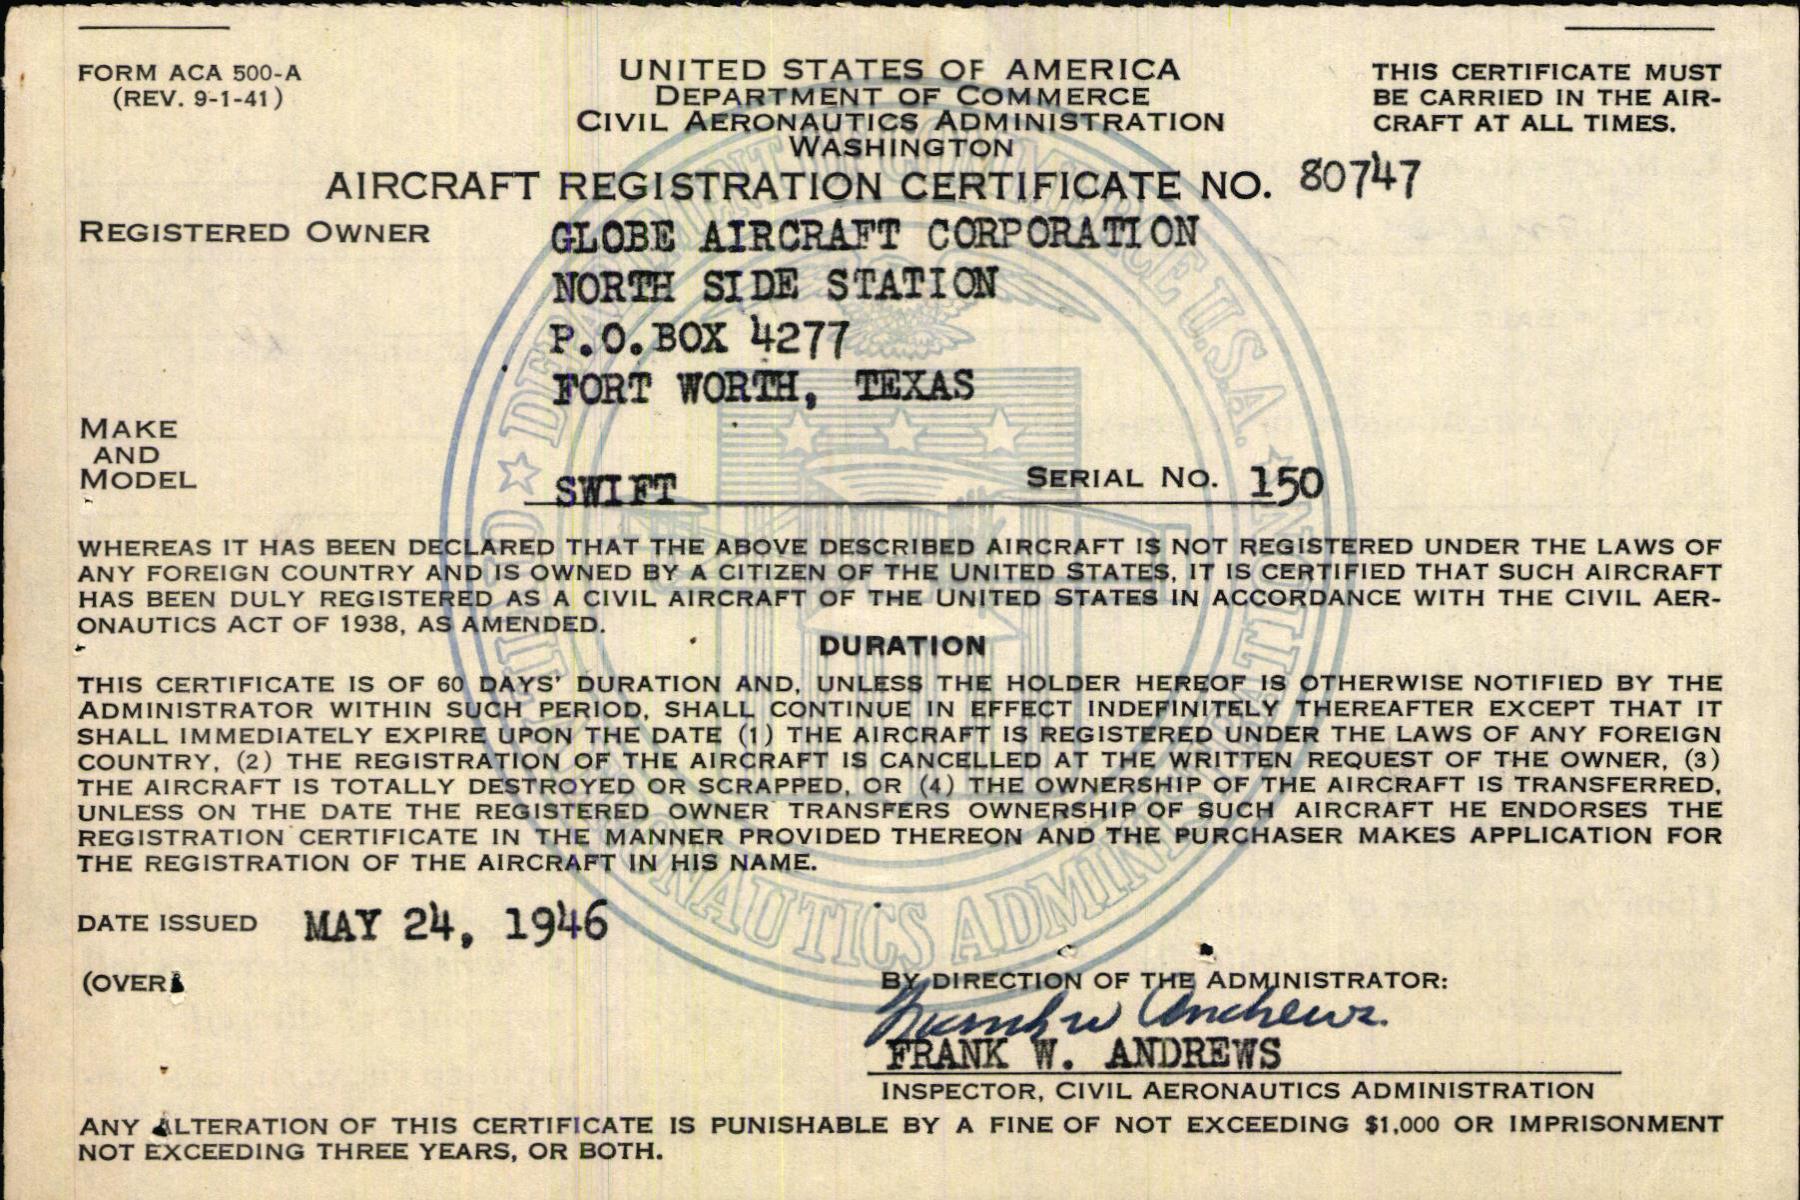 FORM ACA 500-A
(REV. 9-1-41)
UNITED STATES OF AMERICA
DEPARTMENT OF COMMERCE
CIVIL AERONAUTICS ADMINISTRATION
WASHINGTON
THIS CERTIFICATE MUST
BE CARRIED IN THE AIR-
CRAFT AT ALL TIMES.
AIRCRAFT REGISTRATION CERTIFICATE NO. 80747
REGISTERED OWNER GLOBE AIRCRAFT CORPORATION
NORTH SIDE STATION
P.O.BOX 4277
FORT WORTH, TEXAS
MAKE
AND
MODEL
SWIFT SERIAL NO. 150
WHEREAS IT HAS BEEN DECLARED THAT THE ABOVE DESCRIBED AIRCRAFT IS NOT REGISTERED UNDER THE LAWS OF
ANY FOREIGN COUNTRY AND IS OWNED BY A CITIZEN OF THE UNITED STATES, IT IS CERTIFIED THAT SUCH AIRCRAFT
HAS BEEN DULY REGISTERED AS A CIVIL AIRCRAFT OF THE UNITED STATES IN ACCORDANCE WITH THE CIVIL AER-
ONAUTICS ACT OF 1938, AS AMENDED.
DURATION
THIS CERTIFICATE IS OF 60 DAYS' DURATION AND, UNLESS THE HOLDER HEREOF IS OTHERWISE NOTIFIED BY THE
ADMINISTRATOR WITHIN SUCH PERIOD, SHALL CONTINUE IN EFFECT INDEFINITELY THEREAFTER EXCEPT THAT IT
SHALL IMMEDIATELY EXPIRE UPON THE DATE (1) THE AIRCRAFT IS REGISTERED UNDER THE LAWS OF ANY FOREIGN
COUNTRY, (2) THE REGISTRATION OF THE AIRCRAFT IS CANCELLED AT THE WRITTEN REQUEST OF THE OWNER, (3)
THE AIRCRAFT IS TOTALLY DESTROYED OR SCRAPPED, OR (4) THE OWNERSHIP OF THE AIRCRAFT IS TRANSFERRED,
UNLESS ON THE DATE THE REGISTERED OWNER TRANSFERS OWNERSHIP OF SUCH AIRCRAFT HE ENDORSES THE
REGISTRATION CERTIFICATE IN THE MANNER PROVIDED THEREON AND THE PURCHASER MAKES APPLICATION FOR
THE REGISTRATION OF THE AIRCRAFT IN HIS NAME.
DATE ISSUED MAY 24, 1946
(OVER)
BY DIRECTION OF THE ADMINISTRATOR:
Frank W Andrews
FRANK W. ANDREWS
INSPECTOR, CIVIL AERONAUTICS ADMINISTRATION
ANY ALTERATION OF THIS CERTIFICATE IS PUNISHABLE BY A FINE OF NOT EXCEEDING $1,000 OR IMPRISONMENT
NOT EXCEEDING THREE YEARS, OR BOTH.
DEPARTMENT OF COMMERCE U.S.A.
CIVIL AERONAUTICS ADMINISTRATION